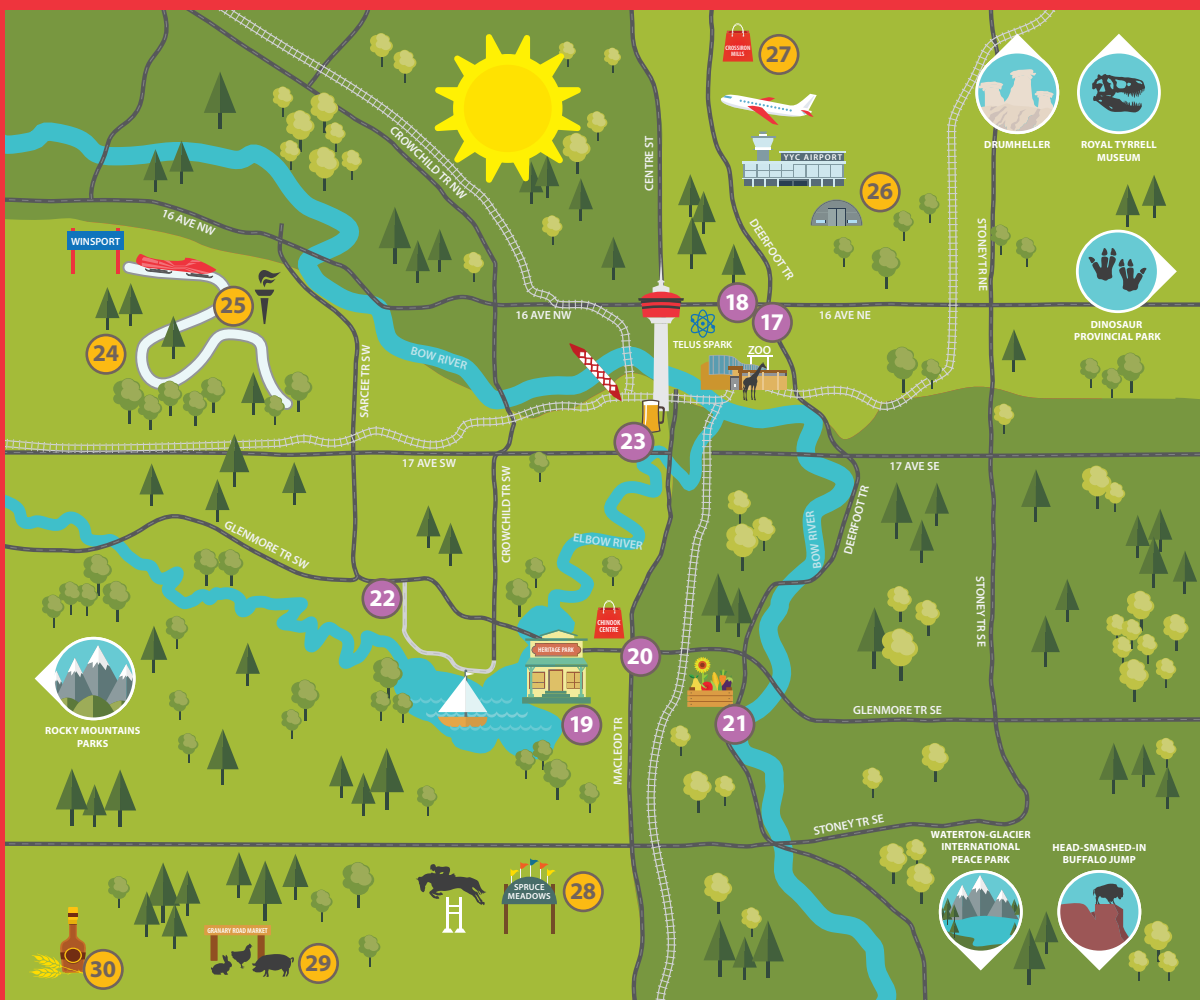 CROSSIRON
MILLS
27
YYC AIRPORT
26
DRUMHELLER
ROYAL TYRRELL
MUSEUM
CROWCHILD TR NW
CENTRE ST
DEERFOOT TR
STONEY TR NE
16 AVE NW
WINSPORT
25
24
DINOSAUR
PROVINCIAL PARK
18
17
16 AVE NW
16 AVE NE
TELUS SPARK
ZOO
BOW RIVER
SARCEE TR SW
23
17 AVE SW
17 AVE SE
CROWCHILD TR SW
GLENMORE TR SW
ELBOW RIVER
BOW RIVER
DEERFOOT TR
STONEY TR SE
22
CHINOOK
CENTRE
HERITAGE PARK
20
ROCKY MOUNTAINS
PARKS
19
21
GLENMORE TR SE
MACLEOD TR
STONEY TR SE
WATERTON-GLACIER
INTERNATIONAL
PEACE PARK
HEAD-SMASHED-IN
BUFFALO JUMP
SPRUCE
MEADOWS
28
GRANARY ROAD MARKET
29
30